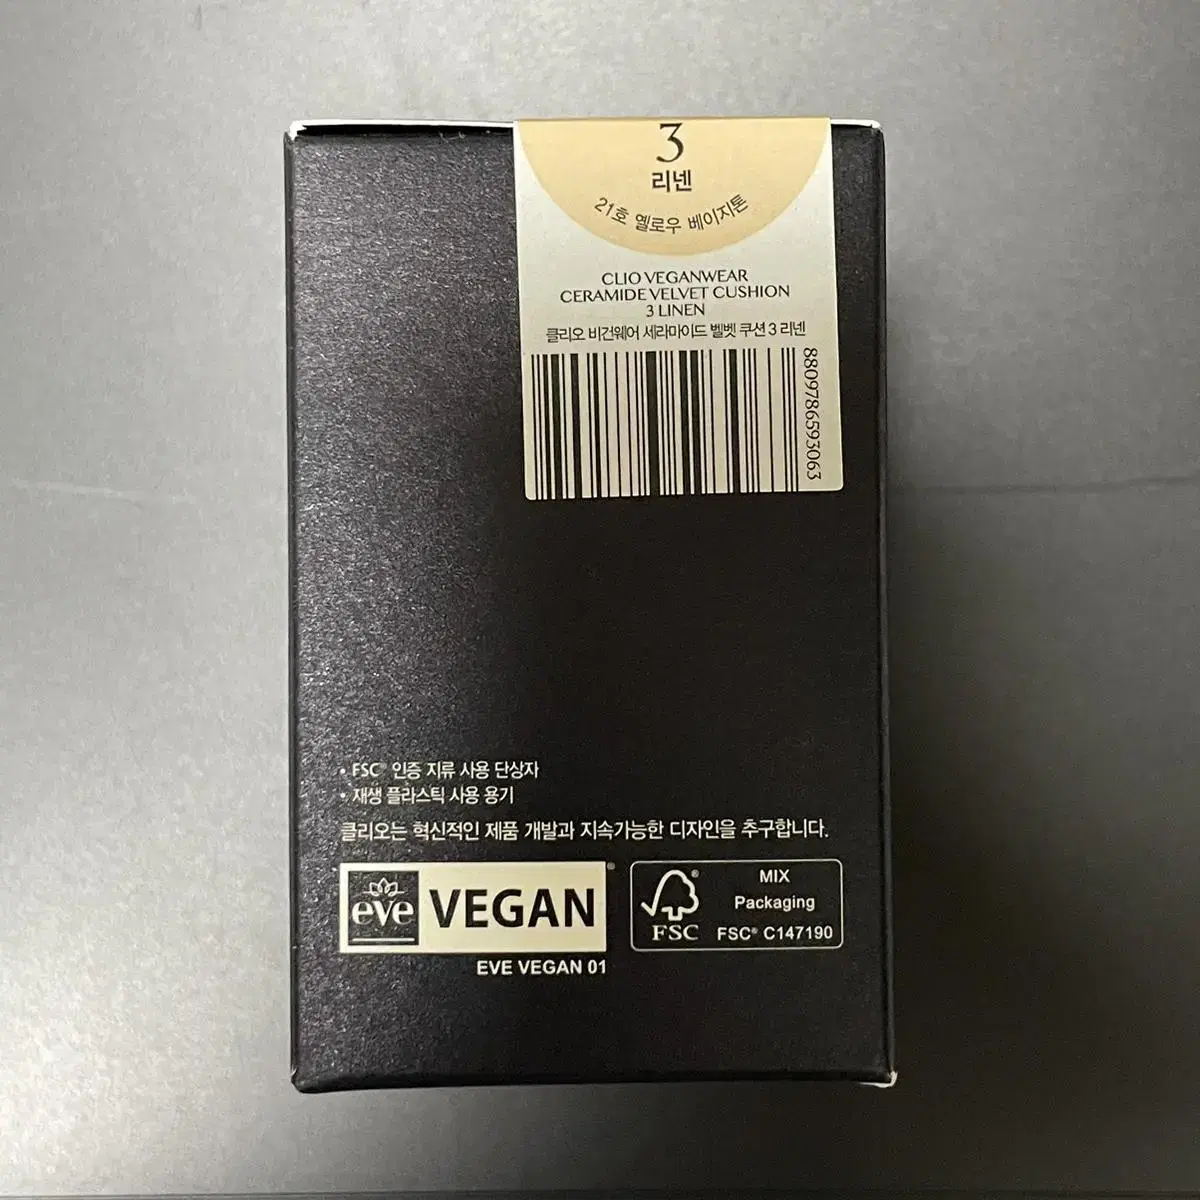 3
리넨
21호 옐로우 베이지톤
CLIO VEGANWEAR
CERAMIDE VELVET CUSHION
3 LINEN
클리오 비건웨어 세라마이드 벨벳 쿠션 3 리넨
8809786593063
• FSC® 인증 지류 사용 단상자
• 재생 플라스틱 사용 용기
클리오는 혁신적인 제품 개발과 지속가능한 디자인을 추구합니다.
eve VEGAN ®
EVE VEGAN 01
FSC ®
MIX
Packaging
FSC® C147190